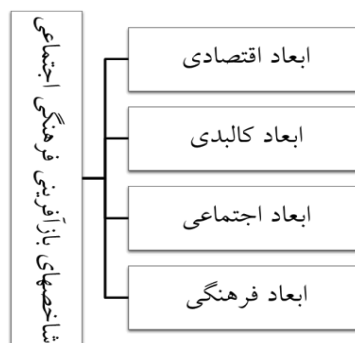 شاخصهای بازآفرینی فرهنگی اجتماعی
ابعاد اقتصادی
ابعاد کالبدی
ابعاد اجتماعی
ابعاد فرهنگی